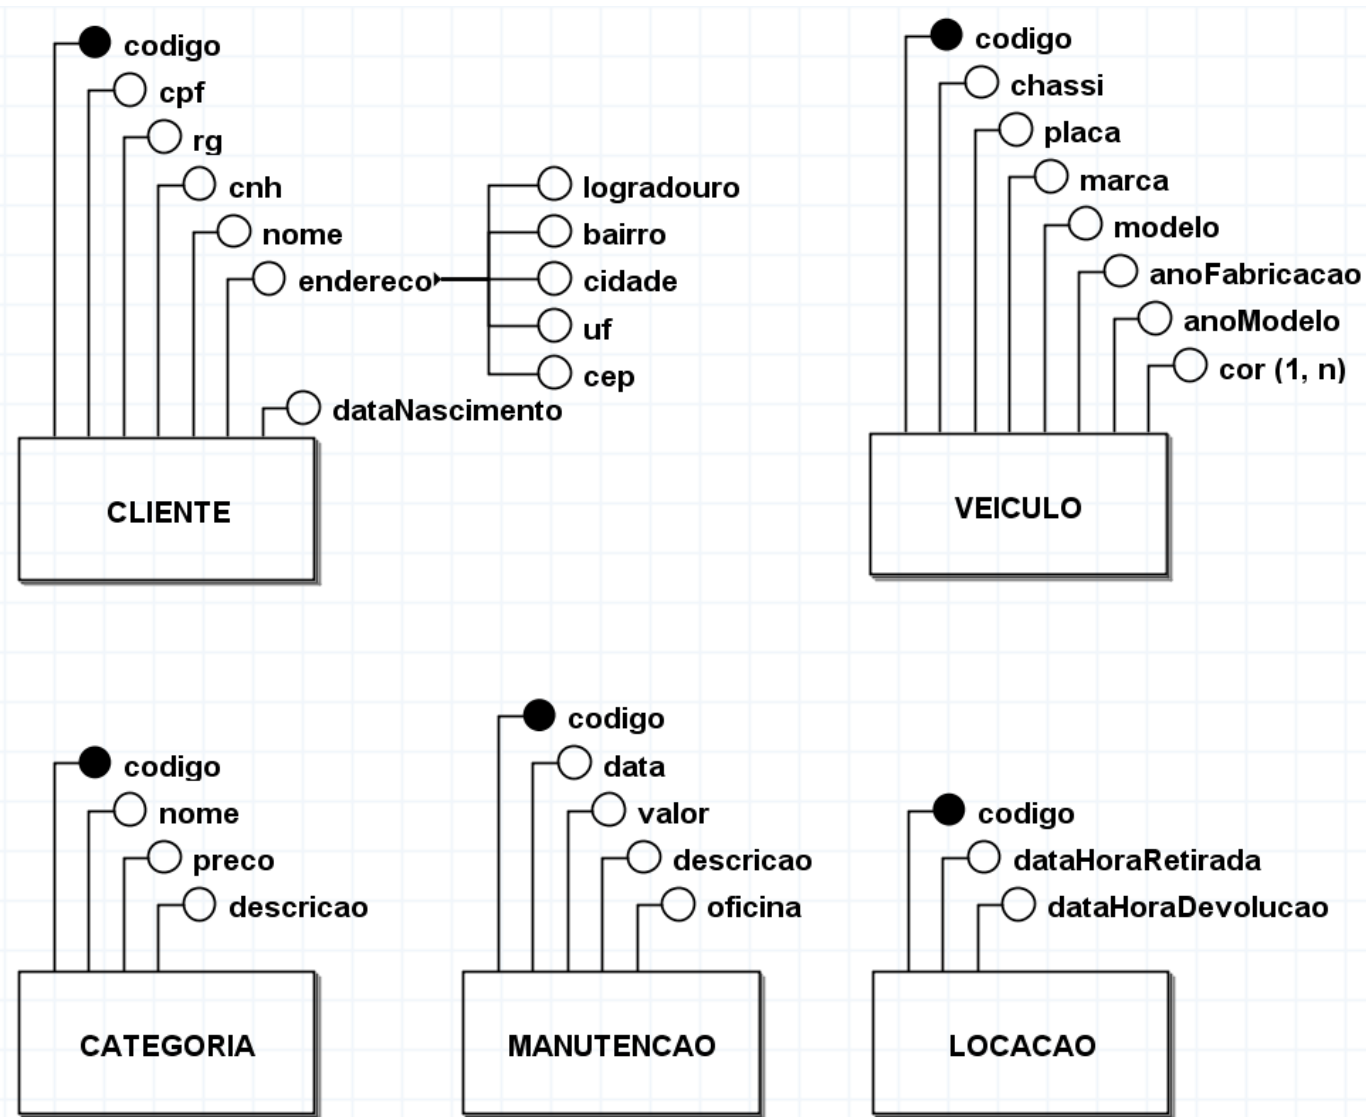 codigo
cpf
rg
cnh
nome
endereco
logradouro
bairro
cidade
uf
cep
dataNascimento
CLIENTE
codigo
chassi
placa
marca
modelo
anoFabricacao
anoModelo
cor (1, n)
VEICULO
codigo
nome
preco
descricao
CATEGORIA
codigo
data
valor
descricao
oficina
MANUTENCAO
codigo
dataHoraRetirada
dataHoraDevolucao
LOCACAO